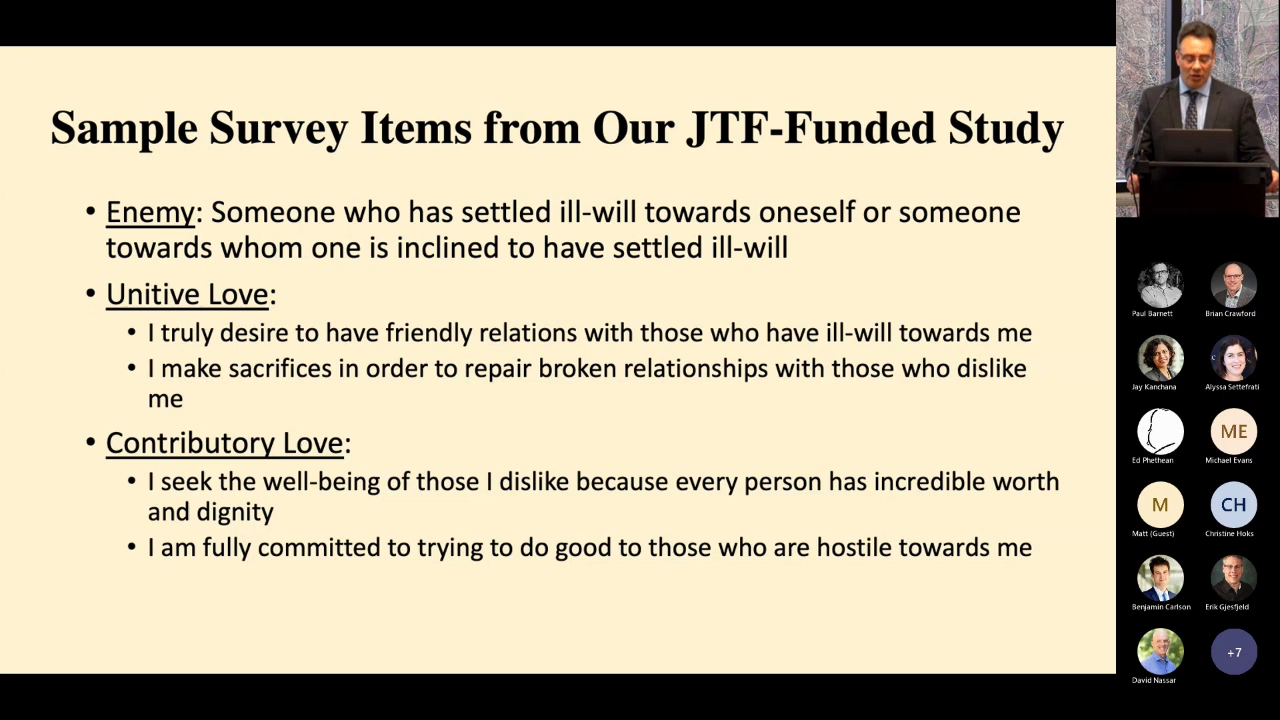 Sample Survey Items from Our JTF-Funded Study
• Enemy: Someone who has settled ill-will towards oneself or someone
towards whom one is inclined to have settled ill-will
• Unitive Love:
• I truly desire to have friendly relations with those who have ill-will towards me
• I make sacrifices in order to repair broken relationships with those who dislike
me
• Contributory Love:
• I seek the well-being of those I dislike because every person has incredible worth
and dignity
• I am fully committed to trying to do good to those who are hostile towards me
Paul Barnett
Brian Crawford
Jay Kanchana
Alyssa Settefrati
Ed Phethean
ME
Michael Evans
M
Matt (Guest)
CH
Christine Hoks
Benjamin Carlson
Erik Gjesfjeld
David Nassar
+7